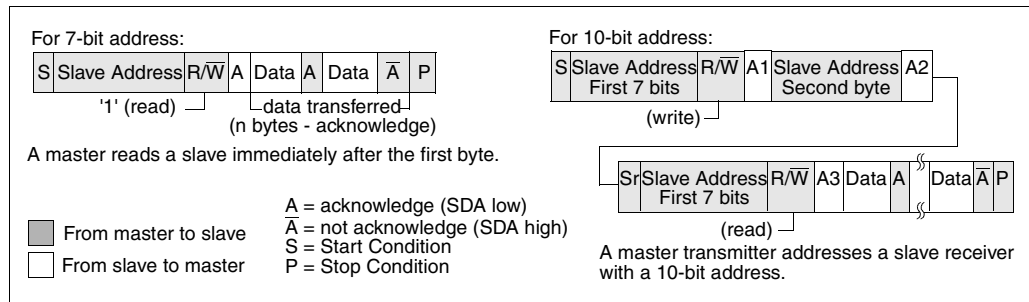 For 7-bit address:
S Slave Address R/W̅ A Data A Data A̅ P
'1' (read)
data transferred
(n bytes - acknowledge)
A master reads a slave immediately after the first byte.
From master to slave
From slave to master
A = acknowledge (SDA low)
A̅ = not acknowledge (SDA high)
S = Start Condition
P = Stop Condition
For 10-bit address:
S Slave Address First 7 bits R/W̅ A1 Slave Address Second byte A2
(write)
Sr Slave Address First 7 bits R/W̅ A3 Data A Data A̅ P
(read)
A master transmitter addresses a slave receiver
with a 10-bit address.